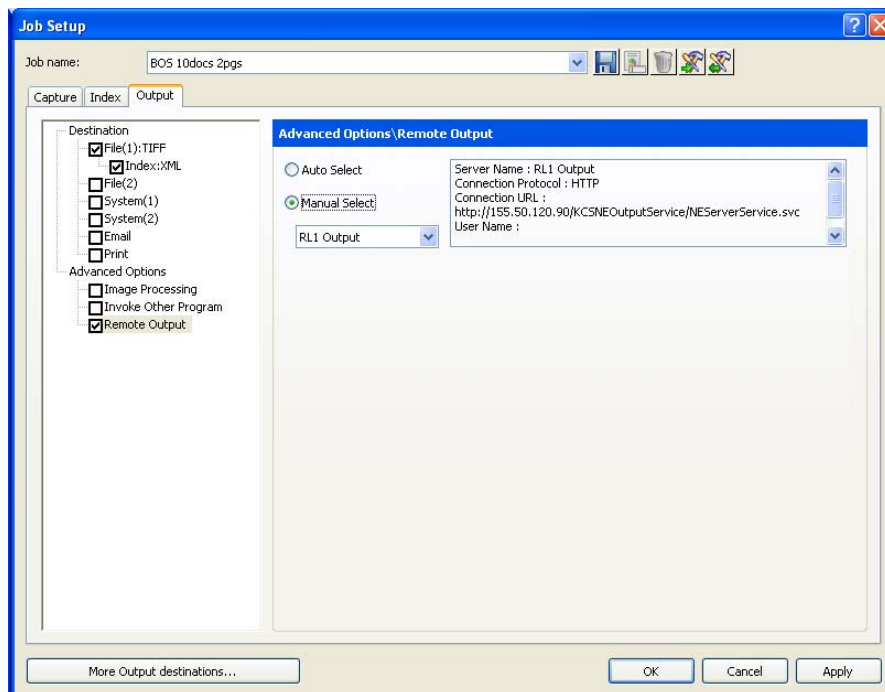 Job Setup
Job name:
BOS 10docs 2pgs
Capture
Index
Output
Destination
File(1):TIFF
Index:XML
File(2)
System(1)
System(2)
Email
Print
Advanced Options
Image Processing
Invoke Other Program
Remote Output
Advanced Options\Remote Output
Auto Select
Manual Select
RL1 Output
Server Name : RL1 Output
Connection Protocol : HTTP
Connection URL :
http://155.50.120.90/KCSNEOutputService/NEServerService.svc
User Name :
More Output destinations...
OK
Cancel
Apply